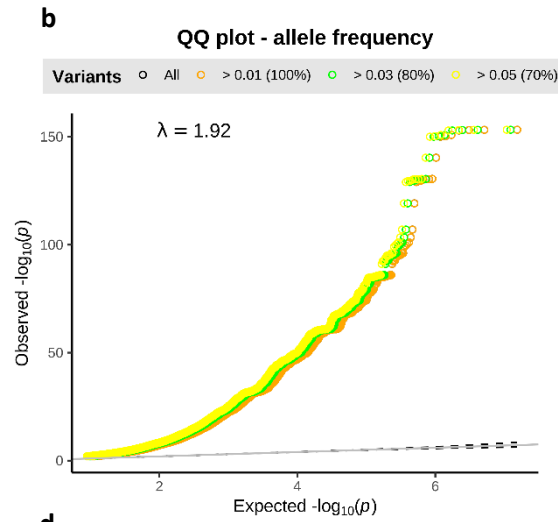 b
QQ plot - allele frequency
Variants All > 0.01 (100%) > 0.03 (80%) > 0.05 (70%)
λ = 1.92
150
100
50
0
Observed -log10(p)
2 4 6
Expected -log10(p)
d